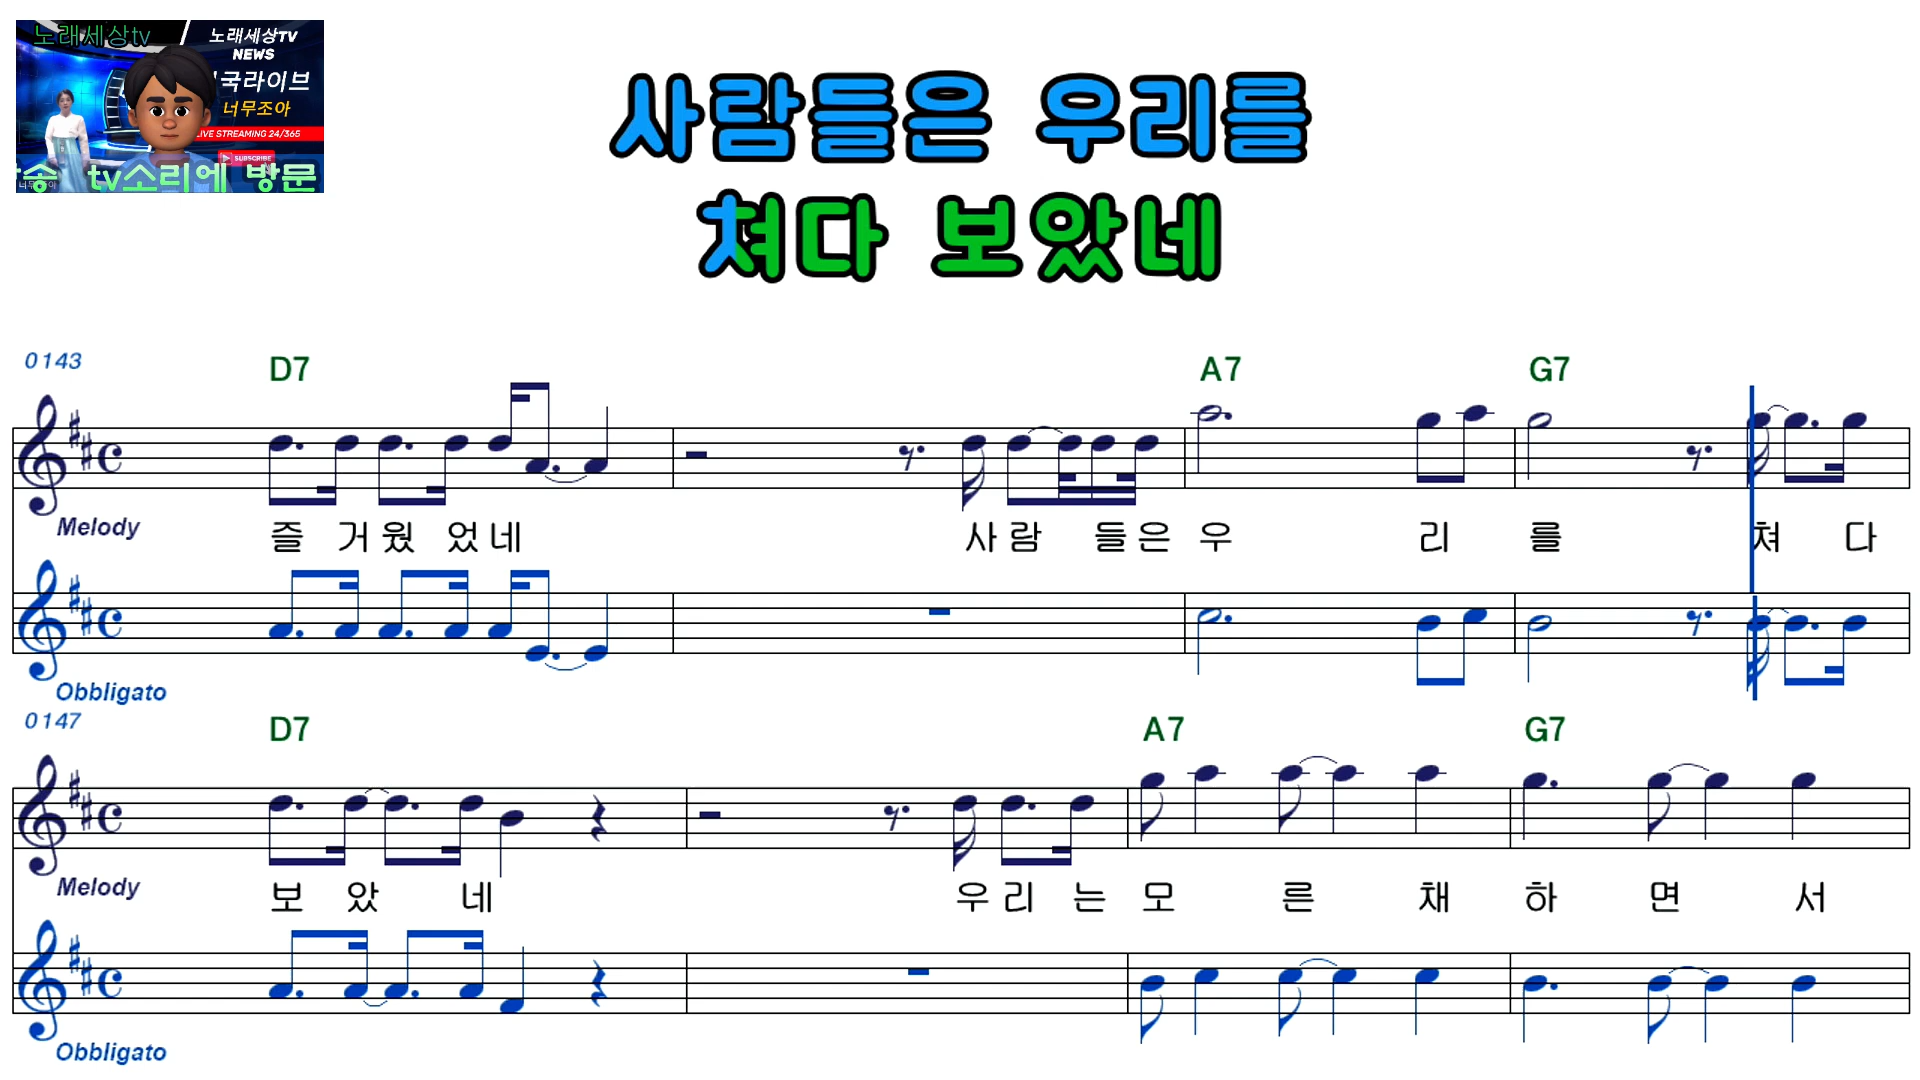 노래세상tv
노래세상TV
NEWS
국라이브
너무조아
LIVE STREAMING 24/365
SUBSCRIBE
송 tv소리에 방문
사람들은 우리를
쳐다 보았네
0143
D7 A7 G7
Melody
즐 거 웠 었 네 사 람 들 은 우 리 를 쳐 다
Obbligato
0147
D7 A7 G7
Melody
보 았 네 우 리 는 모 른 채 하 면 서
Obbligato